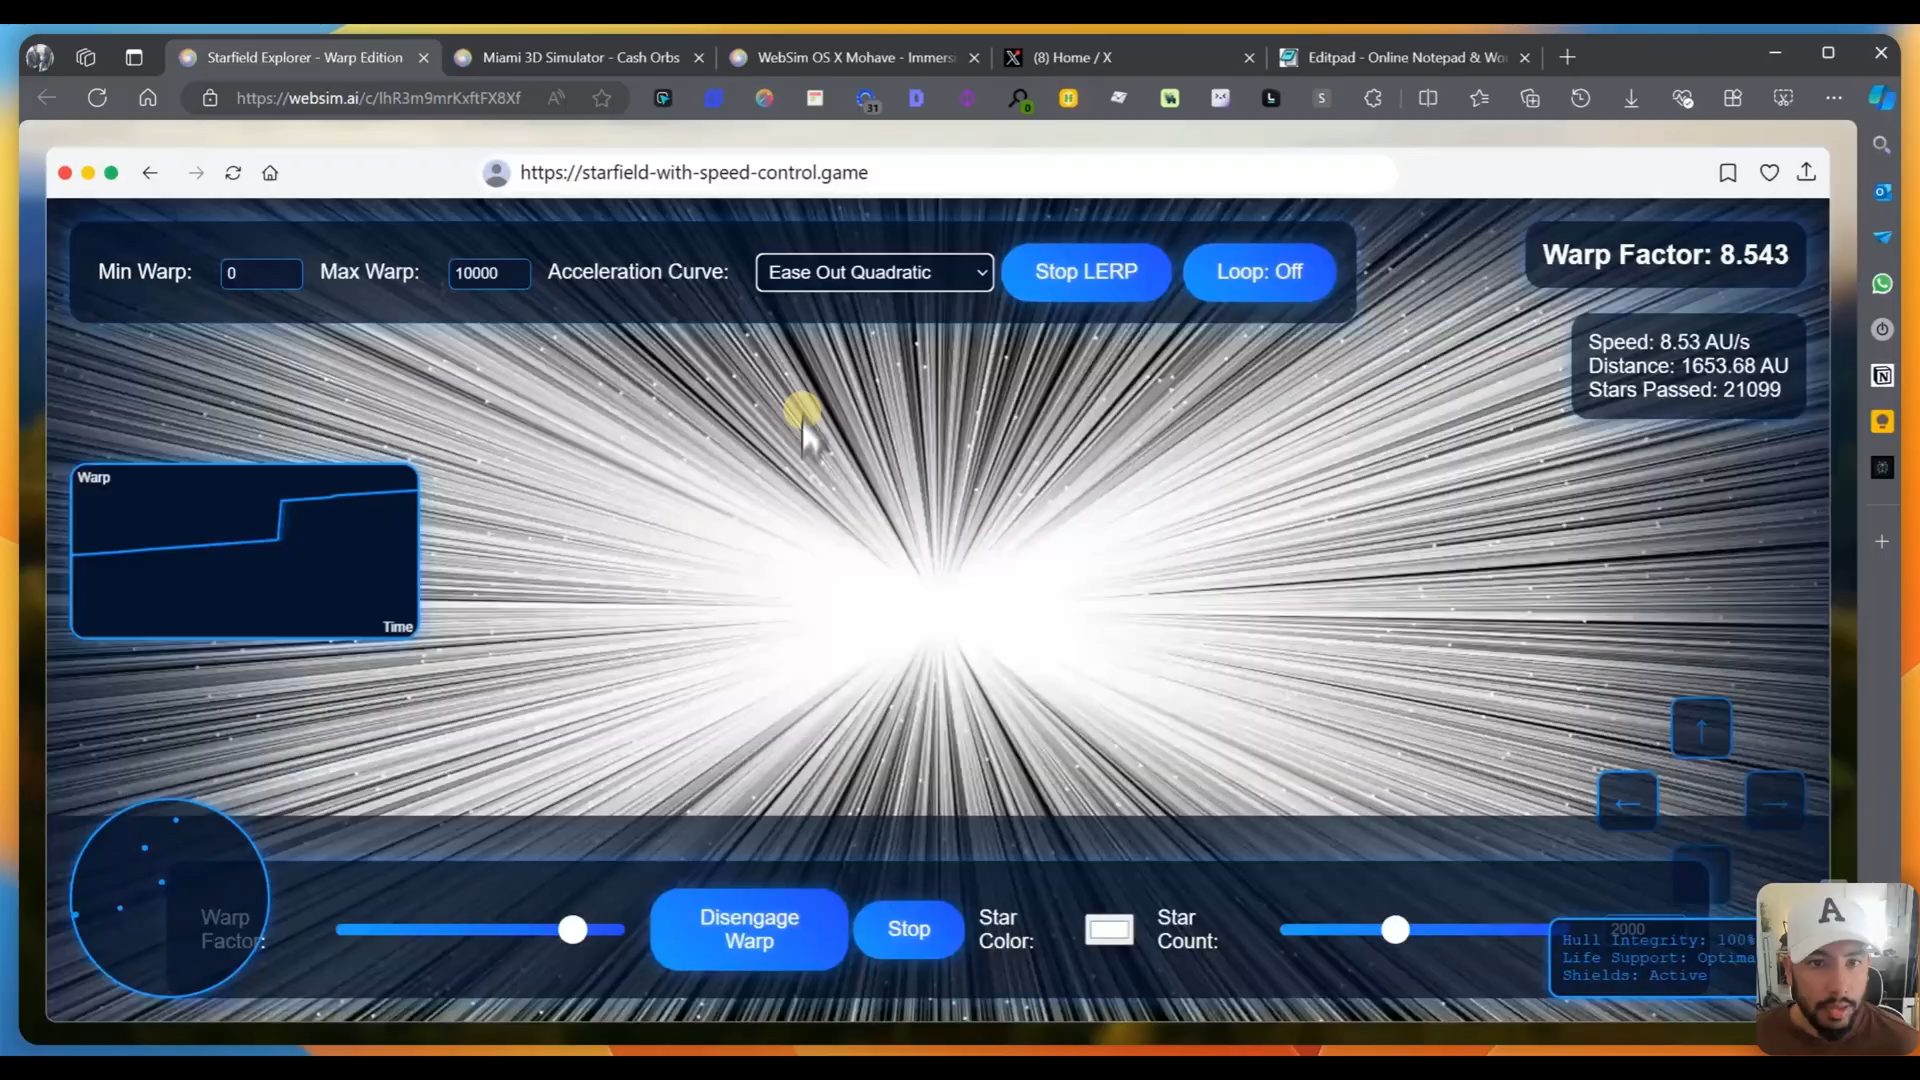 Starfield Explorer - Warp Edition
Miami 3D Simulator - Cash Orbs
WebSim OS X Mohave - Immersi
(8) Home / X
Editpad - Online Notepad & Wo
https://websim.ai/c/lhR3m9mrKxftFX8Xf
31
0
https://starfield-with-speed-control.game
Min Warp: 0 Max Warp: 10000 Acceleration Curve: Ease Out Quadratic Stop LERP Loop: Off
Warp Factor: 8.543
Speed: 8.53 AU/s
Distance: 1653.68 AU
Stars Passed: 21099
Warp
Time
Warp
Factor:
Disengage
Warp
Stop
Star
Color:
Star
Count:
2000
Hull Integrity: 100%
Life Support: Optima
Shields: Active
A